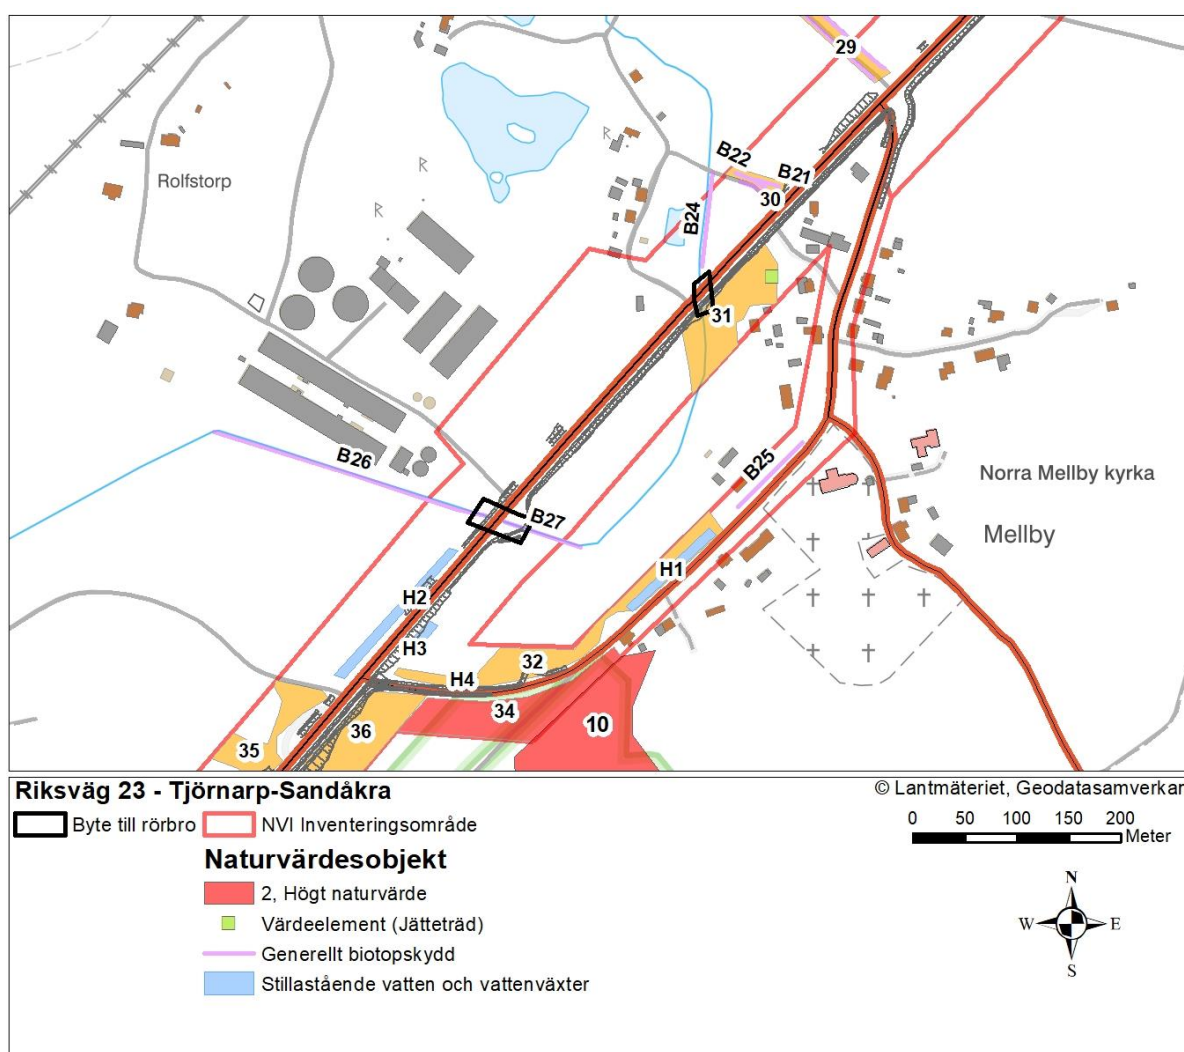 29
B22
B21
30
Rolfstorp
R
R
R
B24
31
B26
B27
B25
Norra Mellby kyrka
Mellby
H1
H2
H3
32
H4
34
10
36
35
Riksväg 23 - Tjörnarp-Sandåkra
© Lantmäteriet, Geodatasamverkan
Byte till rörbro
NVI Inventeringsområde
0 50 100 150 200
Meter
Naturvärdesobjekt
2, Högt naturvärde
Värdeelement (Jätteträd)
Generellt biotopskydd
Stillastående vatten och vattenväxter
N
W
E
S